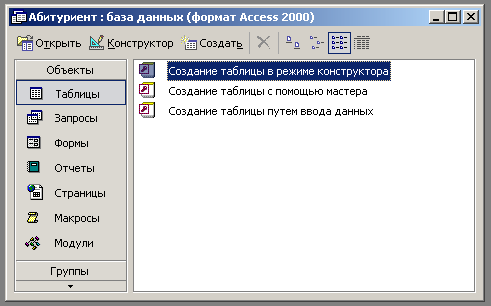 Абитуриент : база данных (формат Access 2000)
Открыть Конструктор Создать
Объекты
Таблицы
Запросы
Формы
Отчеты
Страницы
Макросы
Модули
Группы
Создание таблицы в режиме конструктора
Создание таблицы с помощью мастера
Создание таблицы путем ввода данных